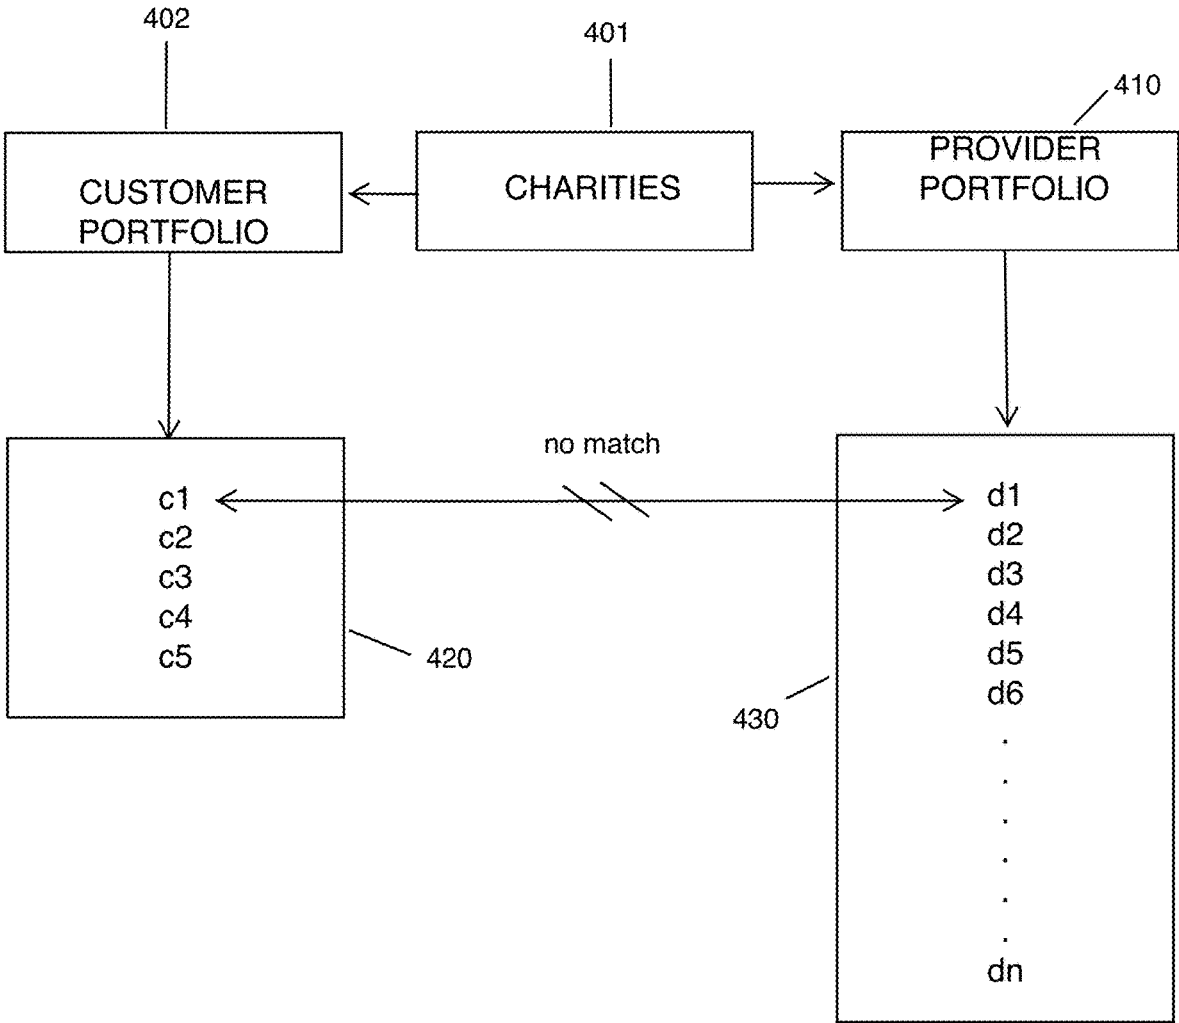 402
401
410
CUSTOMER
PORTFOLIO
CHARITIES
PROVIDER
PORTFOLIO
no match
c1
c2
c3
c4
c5
420
d1
d2
d3
d4
d5
d6
.
.
.
.
.
.
dn
430